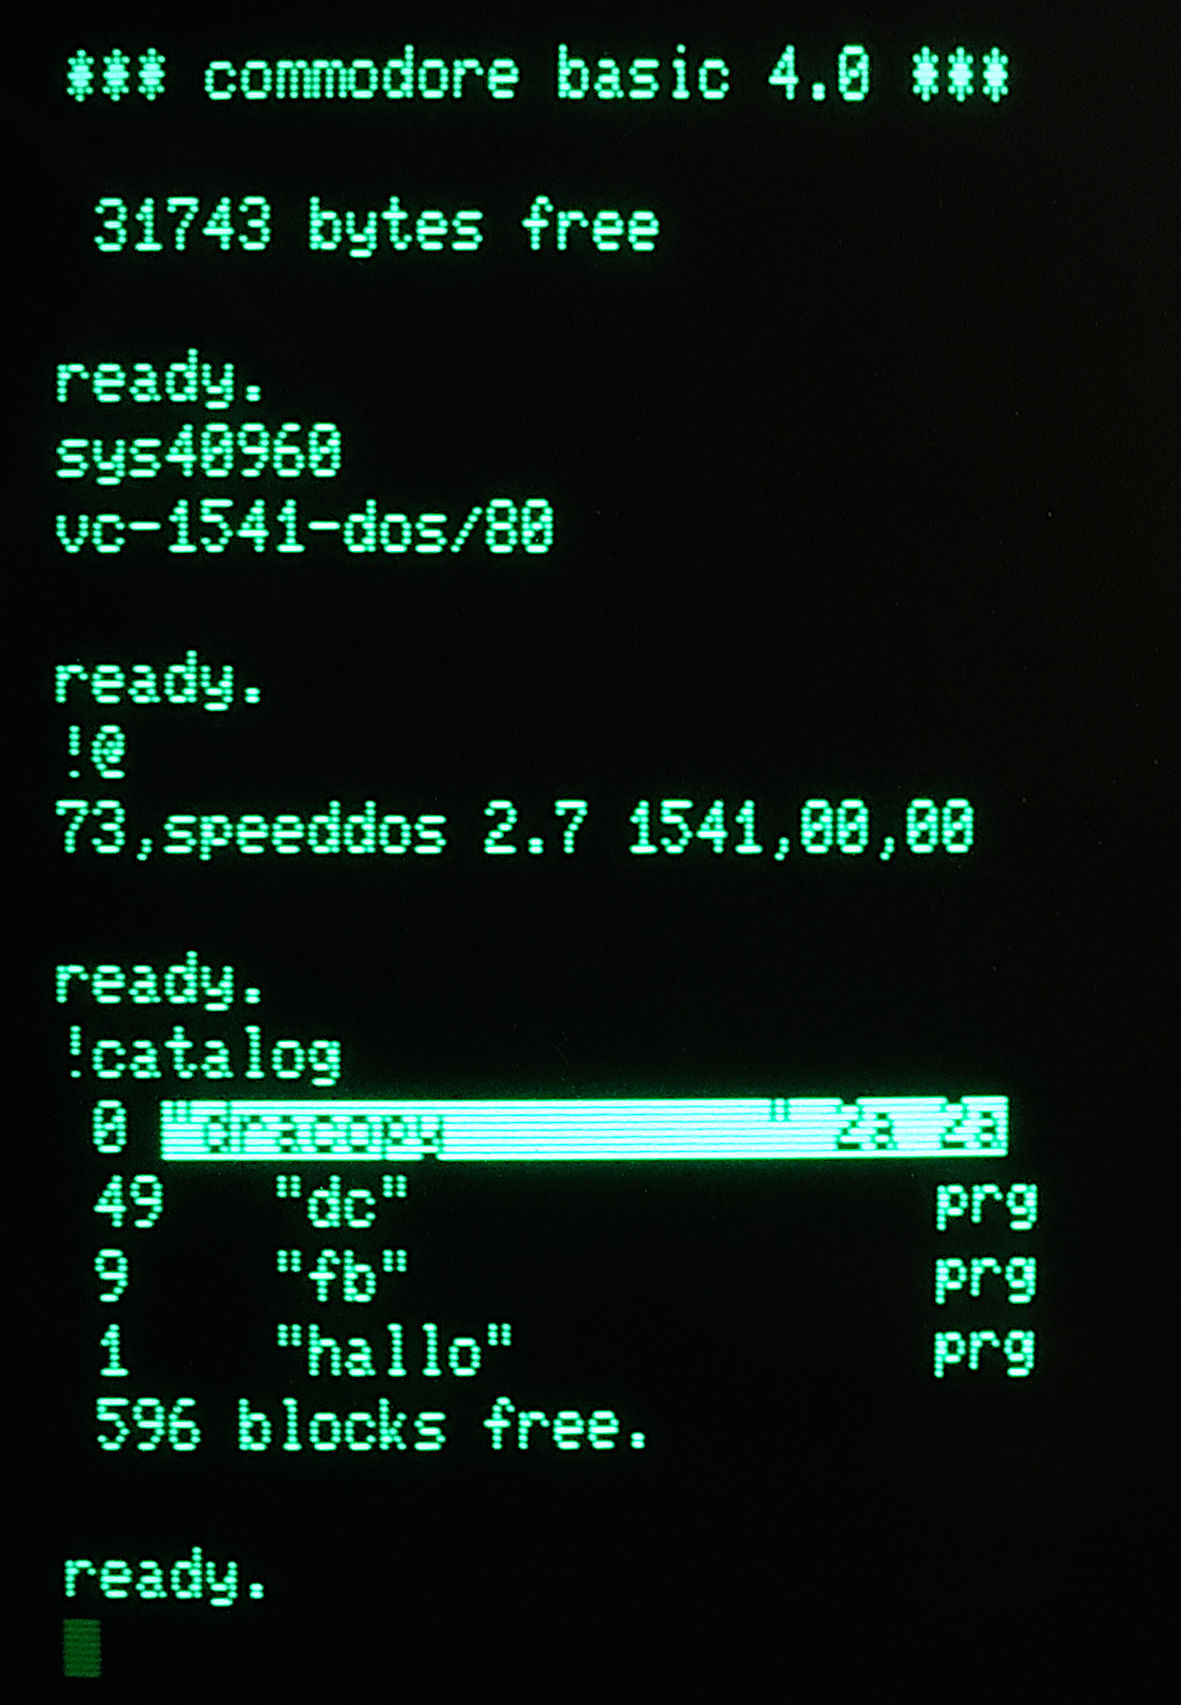 *** commodore basic 4.0 ***
31743 bytes free
ready.
sys40960
vc-1541-dos/80
ready.
!@
73,speeddos 2.7 1541,00,00
ready.
!catalog
0 "dracopy " 2a 2a
49 "dc" prg
9 "fb" prg
1 "hallo" prg
596 blocks free.
ready.